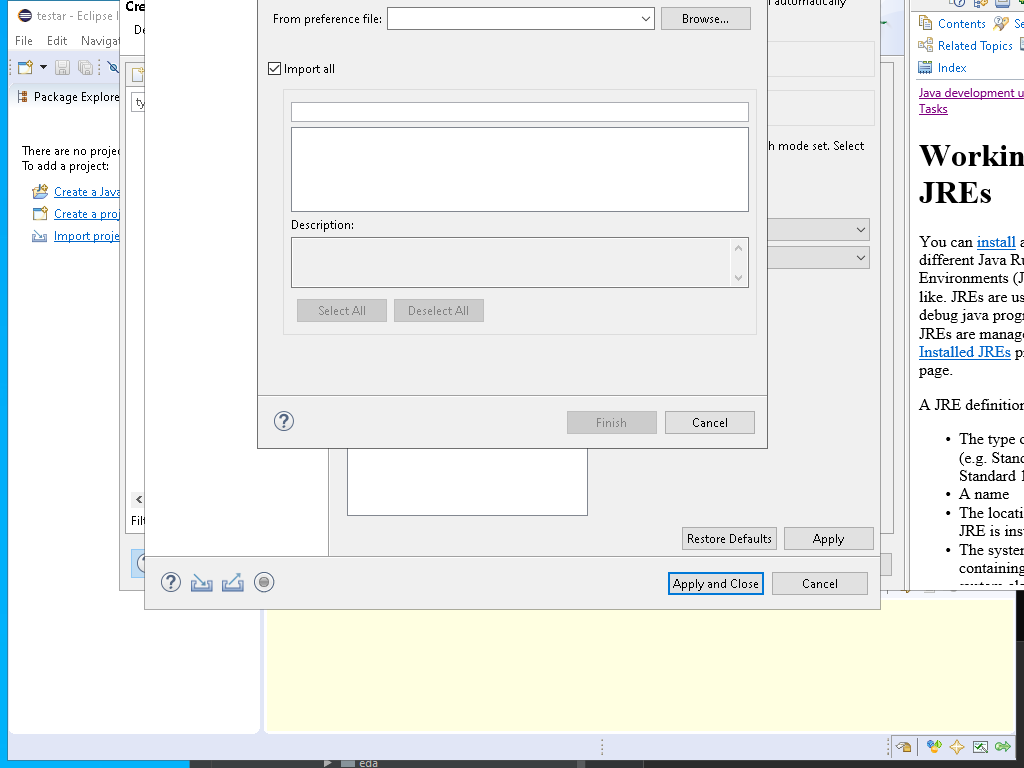 testar - Eclipse I
File Edit Navigat
Package Explore
There are no projec
To add a project:
Create a Java
Create a proj
Import proje
Cre
De
ty
Filt
From preference file:
Browse...
Import all
Description:
Select All
Deselect All
Finish
Cancel
automatically
h mode set. Select
Restore Defaults
Apply
Apply and Close
Cancel
Contents
Se
Related Topics
Index
Java development u
Tasks
Workin
JREs
You can install a
different Java Ru
Environments (J
like. JREs are us
debug java progr
JREs are manage
Installed JREs pr
page.
A JRE definition
• The type o
(e.g. Stand
Standard 1
• A name
• The locati
JRE is inst
• The system
containing
eda